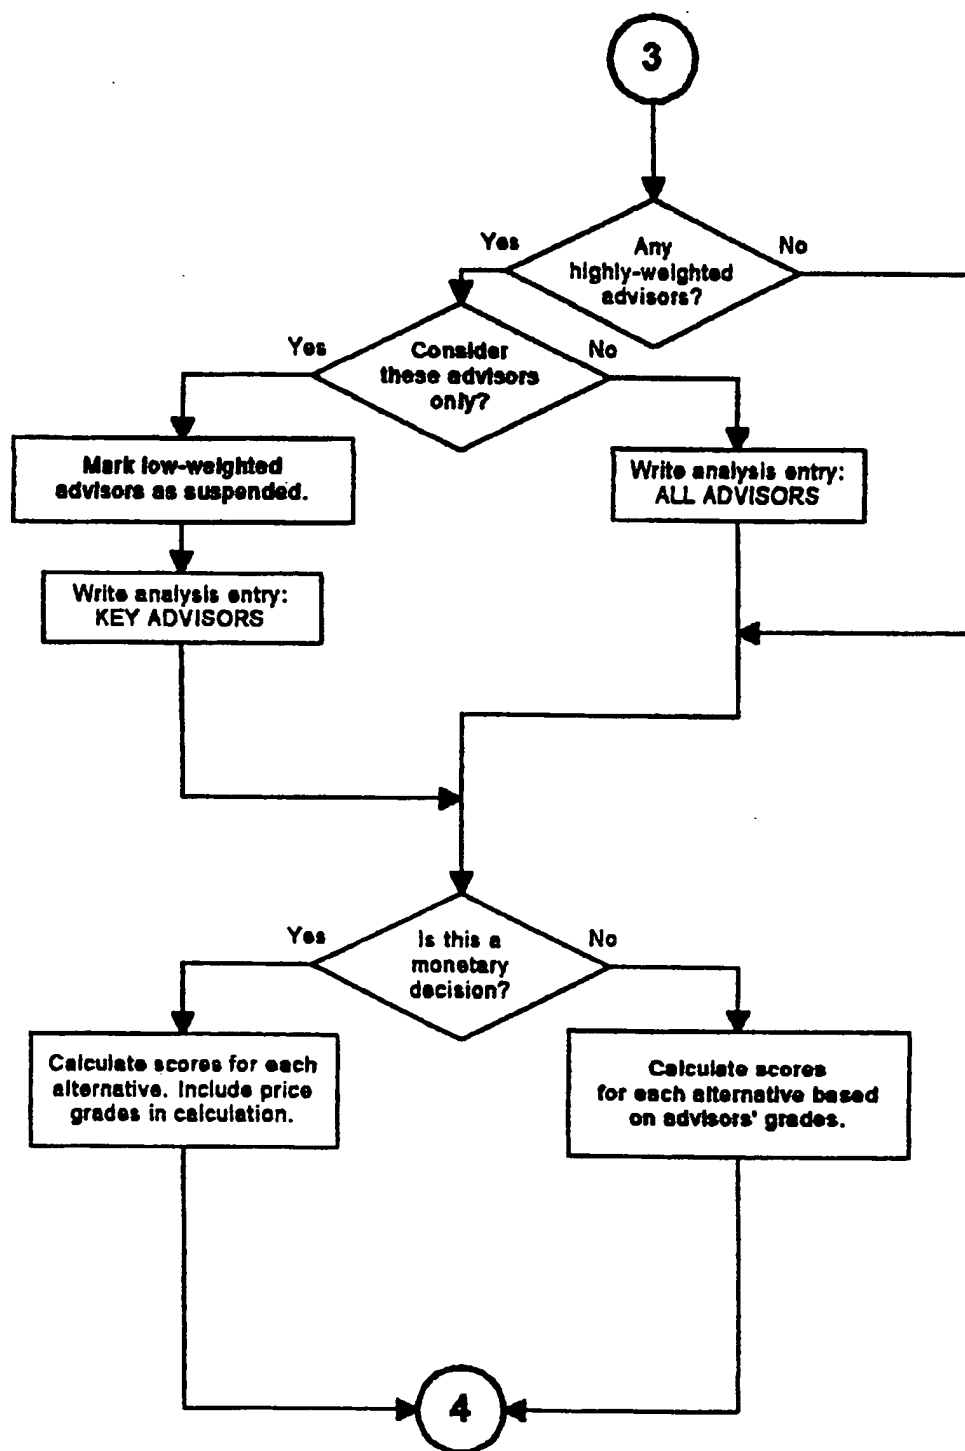 3
Any
highly-weighted
advisors?
Yes
No
Consider
these advisors
only?
Yes
No
Mark low-weighted
advisors as suspended.
Write analysis entry:
ALL ADVISORS
Write analysis entry:
KEY ADVISORS
Is this a
monetary
decision?
Yes
No
Calculate scores for each
alternative. Include price
grades in calculation.
Calculate scores
for each alternative based
on advisors' grades.
4